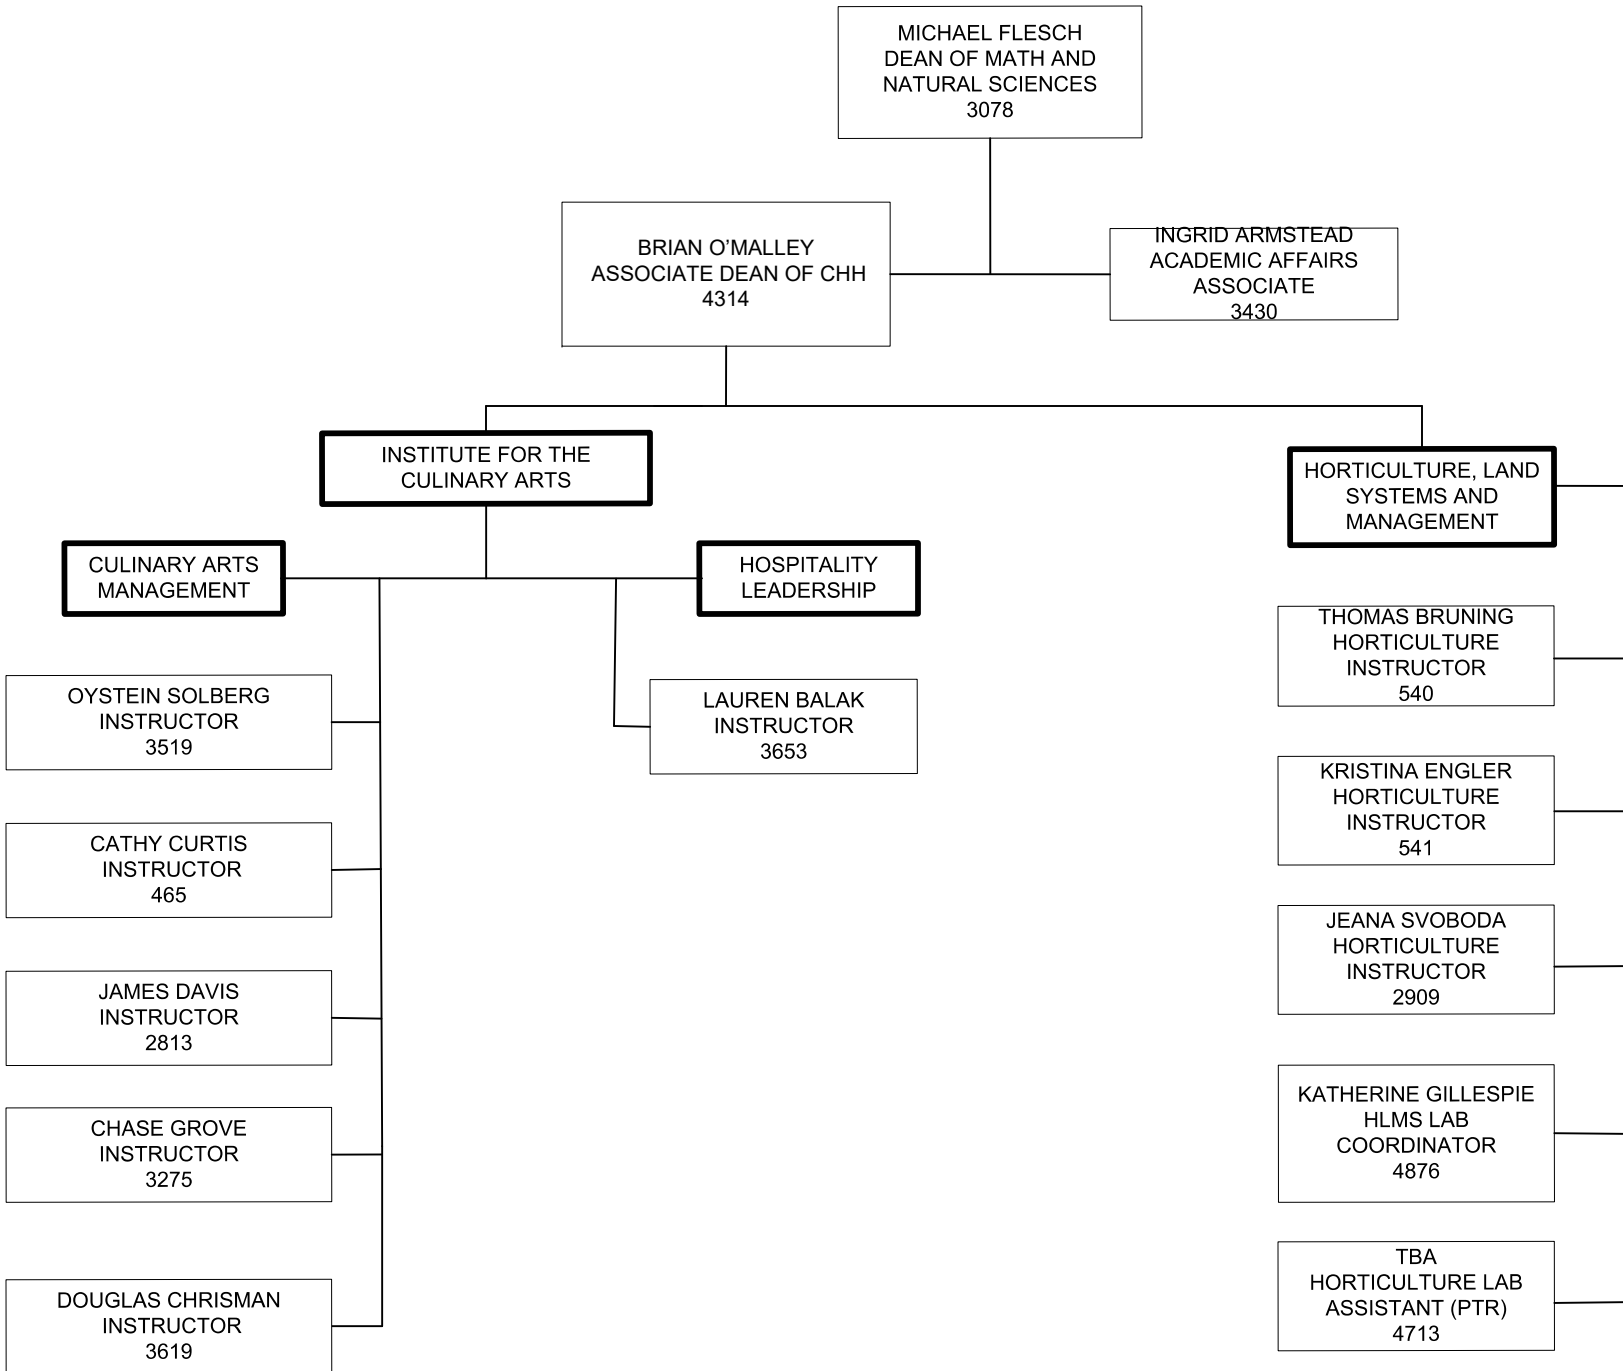 MICHAEL FLESCH
DEAN OF MATH AND
NATURAL SCIENCES
3078
BRIAN O’MALLEY
ASSOCIATE DEAN OF CHH
4314
INGRID ARMSTEAD
ACADEMIC AFFAIRS
ASSOCIATE
3430
INSTITUTE FOR THE
CULINARY ARTS
HORTICULTURE, LAND
SYSTEMS AND
MANAGEMENT
CULINARY ARTS
MANAGEMENT
HOSPITALITY
LEADERSHIP
OYSTEIN SOLBERG
INSTRUCTOR
3519
CATHY CURTIS
INSTRUCTOR
465
JAMES DAVIS
INSTRUCTOR
2813
CHASE GROVE
INSTRUCTOR
3275
DOUGLAS CHRISMAN
INSTRUCTOR
3619
LAUREN BALAK
INSTRUCTOR
3653
THOMAS BRUNING
HORTICULTURE
INSTRUCTOR
540
KRISTINA ENGLER
HORTICULTURE
INSTRUCTOR
541
JEANA SVOBODA
HORTICULTURE
INSTRUCTOR
2909
KATHERINE GILLESPIE
HLMS LAB
COORDINATOR
4876
TBA
HORTICULTURE LAB
ASSISTANT (PTR)
4713